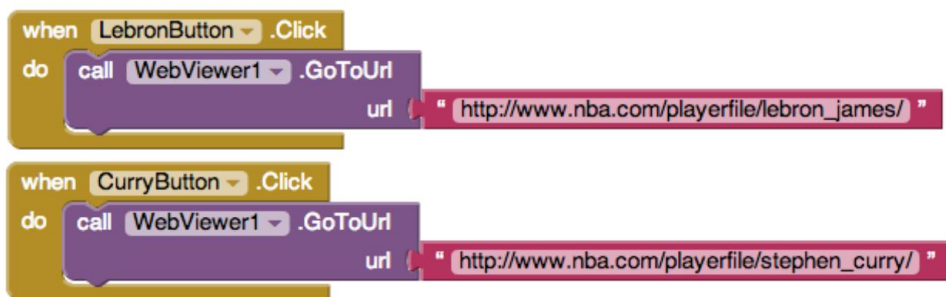 when LebronButton .Click
do call WebViewer1 .GoToUrl
url " http://www.nba.com/playerfile/lebron_james/ "
when CurryButton .Click
do call WebViewer1 .GoToUrl
url " http://www.nba.com/playerfile/stephen_curry/ "